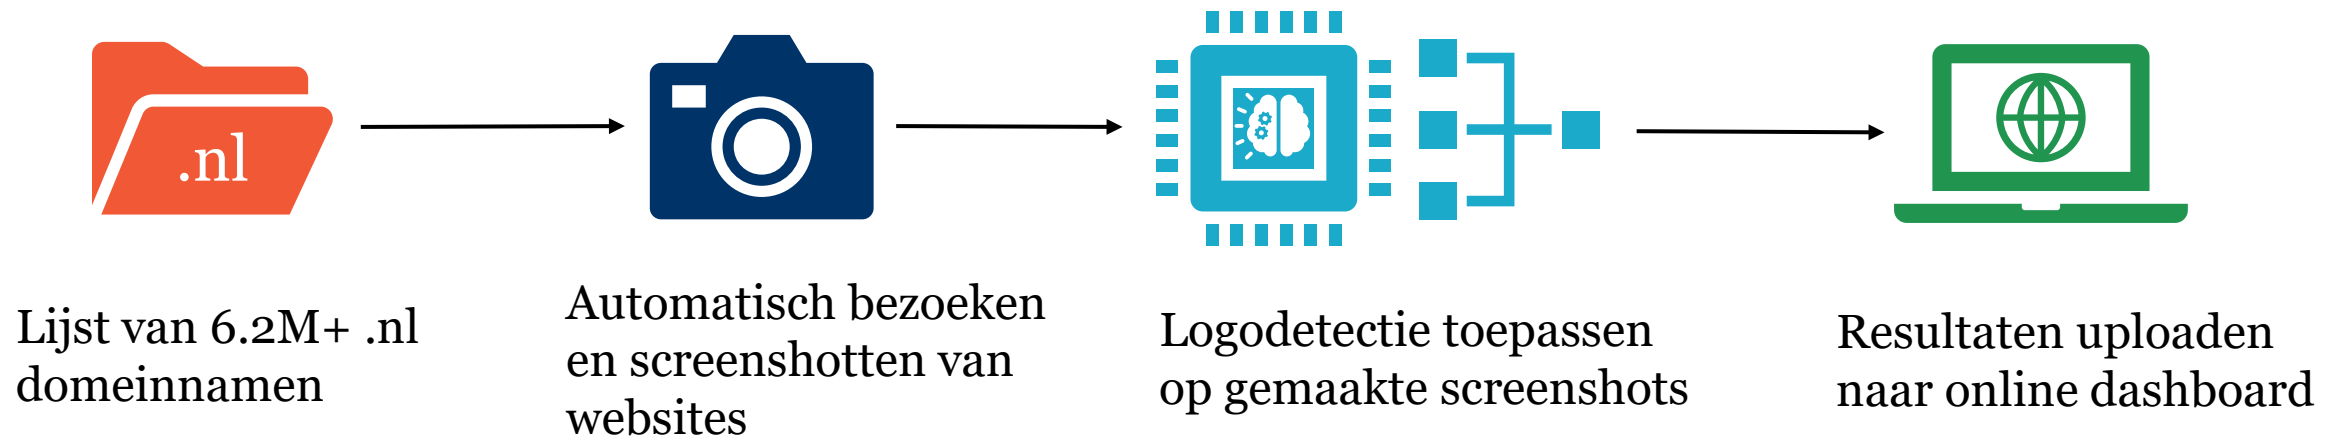 .nl
Lijst van 6.2M+ .nl
domeinnamen
Automatisch bezoeken
en screenshotten van
websites
Logodetectie toepassen
op gemaakte screenshots
Resultaten uploaden
naar online dashboard